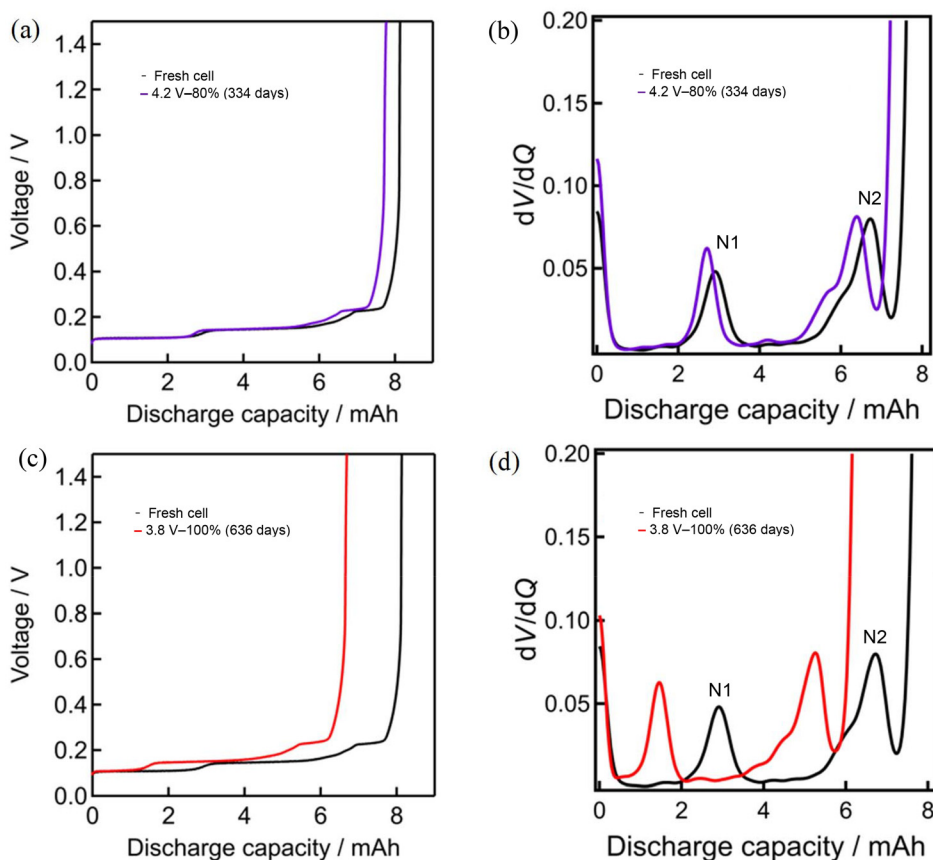 (a)
1.4
1.2
1.0
0.8
0.6
0.4
0.2
0.0
Voltage / V
- Fresh cell
4.2 V–80% (334 days)
0
2
4
6
8
Discharge capacity / mAh
(b)
0.20
0.15
0.10
0.05
dV/dQ
- Fresh cell
4.2 V–80% (334 days)
N1
N2
0
2
4
6
8
Discharge capacity / mAh
(c)
1.4
1.2
1.0
0.8
0.6
0.4
0.2
0.0
Voltage / V
- Fresh cell
3.8 V–100% (636 days)
0
2
4
6
8
Discharge capacity / mAh
(d)
0.20
0.15
0.10
0.05
dV/dQ
- Fresh cell
3.8 V–100% (636 days)
N1
N2
0
2
4
6
8
Discharge capacity / mAh